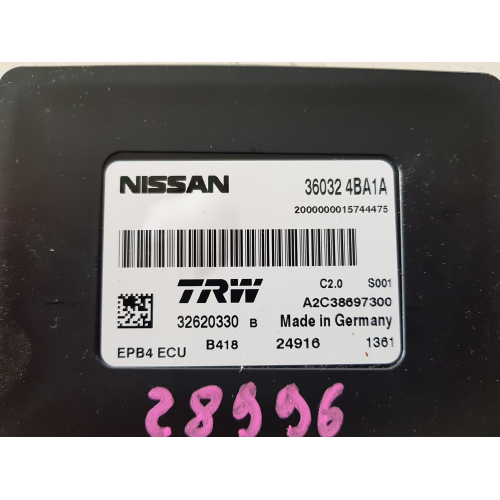 NISSAN 36032 4BA1A
2000000015744475
TRW C2.0 S001
A2C38697300
32620330 B Made in Germany
EPB4 ECU B418 24916 1361
28996